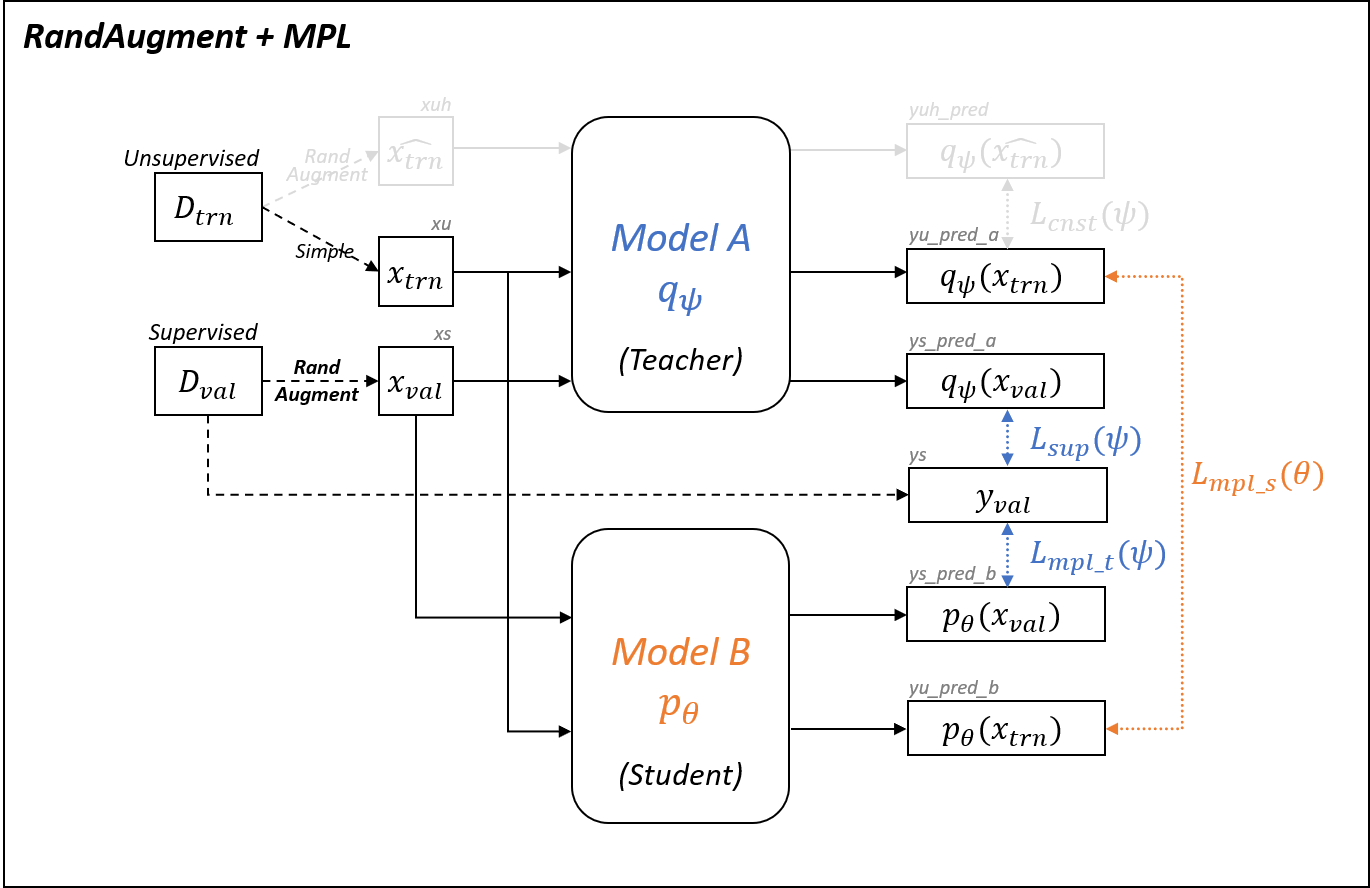 RandAugment + MPL
xuh
yuh_pred
Unsupervised
Rand
Augment
$\widehat{x_{trn}}$
$q_\psi(\widehat{x_{trn}})$
$D_{trn}$
Simple
xu
$x_{trn}$
Model A
$q_\psi$
(Teacher)
$L_{cnst}(\psi)$
yu_pred_a
$q_\psi(x_{trn})$
Supervised
$D_{val}$
Rand
Augment
xs
$x_{val}$
ys_pred_a
$q_\psi(x_{val})$
$L_{sup}(\psi)$
ys
$y_{val}$
$L_{mpl\_s}(\theta)$
$L_{mpl\_t}(\psi)$
ys_pred_b
$p_\theta(x_{val})$
Model B
$p_\theta$
(Student)
yu_pred_b
$p_\theta(x_{trn})$